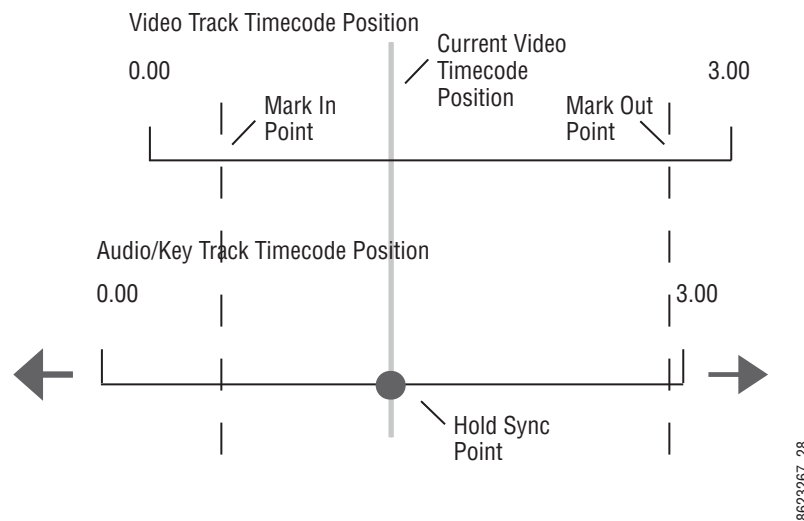 Video Track Timecode Position
0.00
Current Video
Timecode
Position
3.00
Mark In
Point
Mark Out
Point
Audio/Key Track Timecode Position
0.00
3.00
Hold Sync
Point
8623267_28